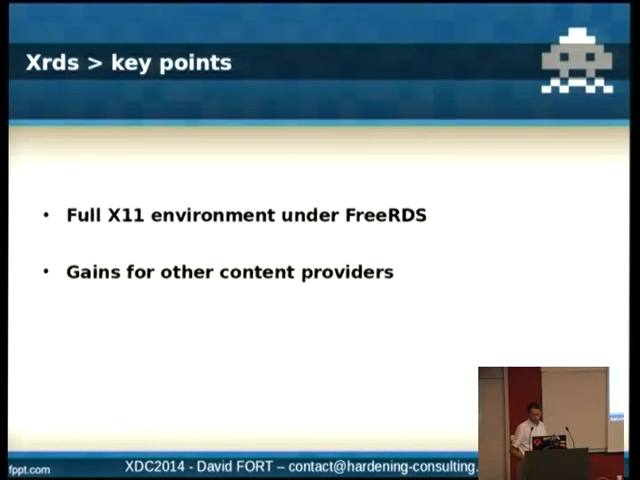 Xrds > key points
• Full X11 environment under FreeRDS
• Gains for other content providers
fppt.com
XDC2014 - David FORT – contact@hardening-consulting.